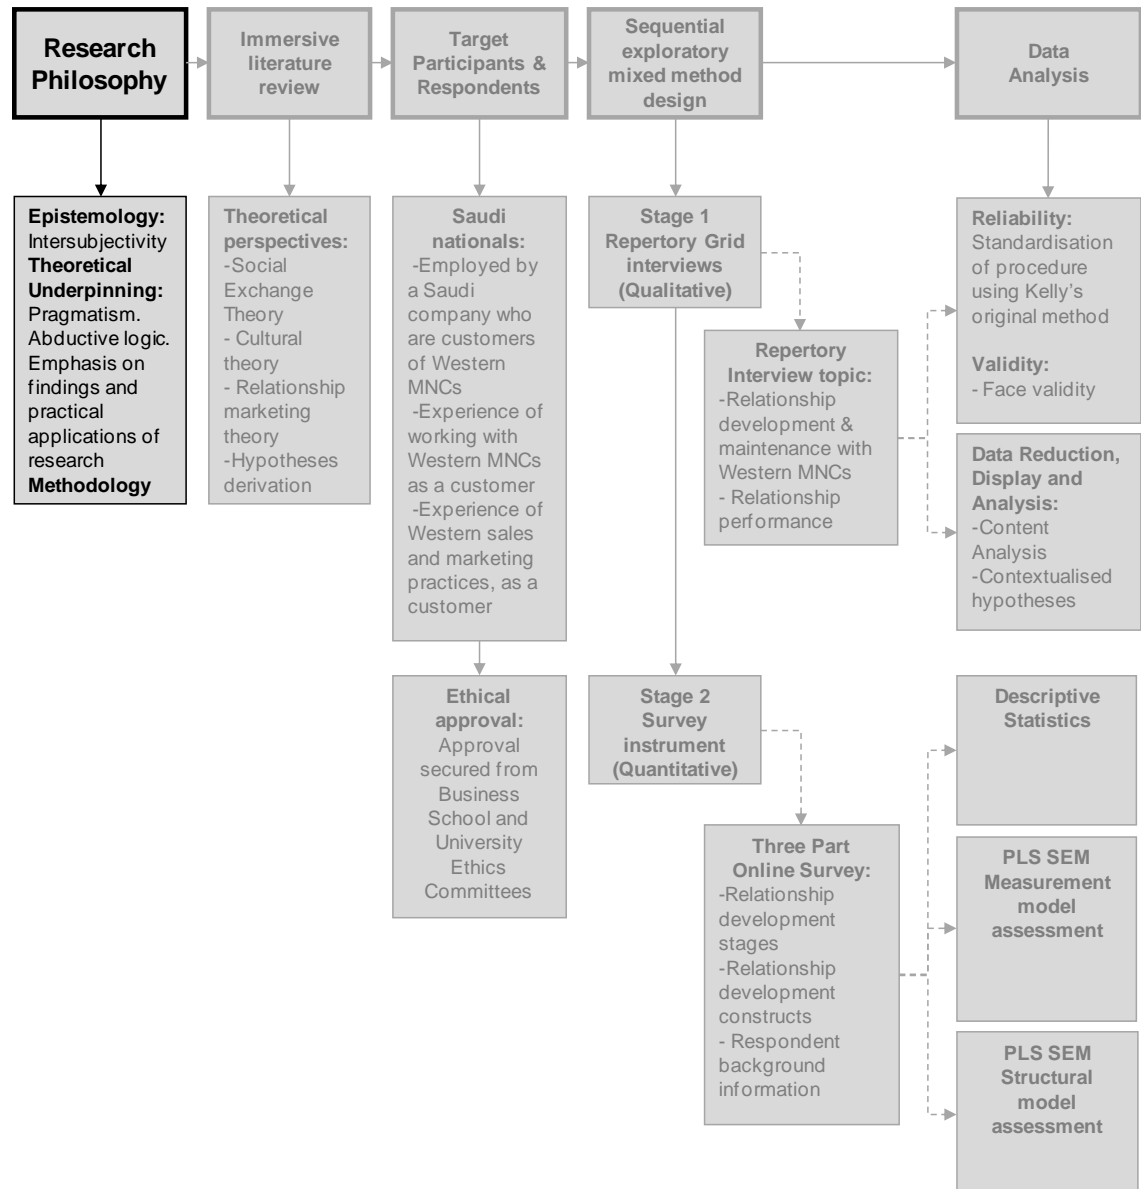 Research
Philosophy
Immersive
literature
review
Target
Participants &
Respondents
Sequential
exploratory
mixed method
design
Data
Analysis
Epistemology:
Intersubjectivity
Theoretical
Underpinning:
Pragmatism.
Abductive logic.
Emphasis on
findings and
practical
applications of
research
Methodology
Theoretical
perspectives:
-Social
Exchange
Theory
- Cultural
theory
- Relationship
marketing
theory
-Hypotheses
derivation
Saudi
nationals:
-Employed by
a Saudi
company who
are customers
of Western
MNCs
-Experience of
working with
Western MNCs
as a customer
-Experience of
Western sales
and marketing
practices, as a
customer
Ethical
approval:
Approval
secured from
Business
School and
University
Ethics
Committees
Stage 1
Repertory Grid
interviews
(Qualitative)
Repertory
Interview topic:
-Relationship
development &
maintenance with
Western MNCs
- Relationship
performance
Reliability:
Standardisation
of procedure
using Kelly's
original method
Validity:
- Face validity
Data Reduction,
Display and
Analysis:
-Content
Analysis
-Contextualised
hypotheses
Stage 2
Survey
instrument
(Quantitative)
Three Part
Online Survey:
-Relationship
development
stages
-Relationship
development
constructs
- Respondent
background
information
Descriptive
Statistics
PLS SEM
Measurement
model
assessment
PLS SEM
Structural
model
assessment